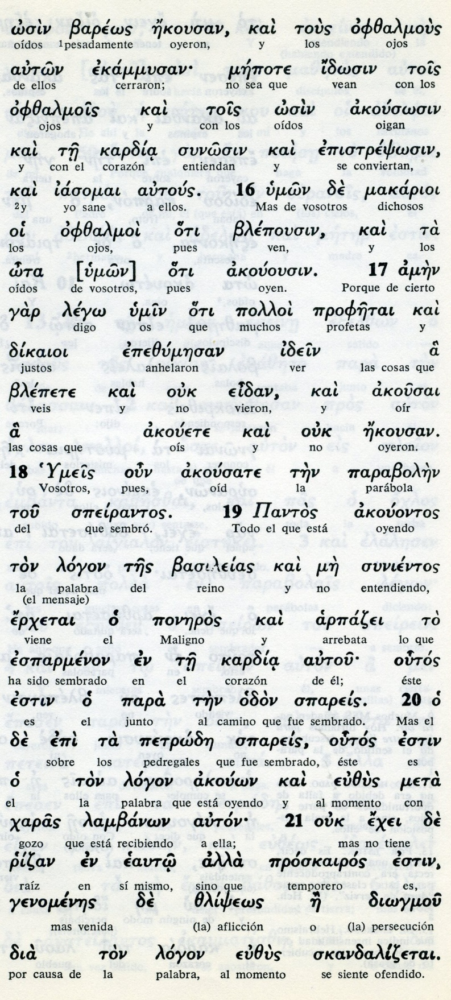 ὠσὶν βαρέως ἤκουσαν, καὶ τοὺς ὀφθαλμοὺς
oídos ¹pesadamente oyeron, y los ojos
αὐτῶν ἐκάμμυσαν· μήποτε ἴδωσιν τοῖς
de ellos cerraron; no sea que vean con los
ὀφθαλμοῖς καὶ τοῖς ὠσὶν ἀκούσωσιν
ojos y con los oídos oigan
καὶ τῇ καρδίᾳ συνῶσιν καὶ ἐπιστρέψωσιν,
y con el corazón entiendan y se conviertan,
καὶ ἰάσομαι αὐτούς. 16 ὑμῶν δὲ μακάριοι
²y yo sane a ellos. Mas de vosotros dichosos
οἱ ὀφθαλμοὶ ὅτι βλέπουσιν, καὶ τὰ
los ojos, pues ven, y los
ὦτα [ὑμῶν] ὅτι ἀκούουσιν. 17 ἀμὴν
oídos de vosotros, pues oyen. Porque de cierto
γὰρ λέγω ὑμῖν ὅτι πολλοὶ προφῆται καὶ
digo os que muchos profetas y
δίκαιοι ἐπεθύμησαν ἰδεῖν ἃ
justos anhelaron ver las cosas que
βλέπετε καὶ οὐκ εἶδαν, καὶ ἀκοῦσαι
veis y no vieron, y oír
ἃ ἀκούετε καὶ οὐκ ἤκουσαν.
las cosas que oís y no oyeron.
18 Ὑμεῖς οὖν ἀκούσατε τὴν παραβολὴν
Vosotros, pues, oíd la parábola
τοῦ σπείραντος. 19 Παντὸς ἀκούοντος
del que sembró. Todo el que está oyendo
τὸν λόγον τῆς βασιλείας καὶ μὴ συνιέντος
la palabra del reino y no entendiendo,
(el mensaje)
ἔρχεται ὁ πονηρὸς καὶ ἁρπάζει τὸ
viene el Maligno y arrebata lo que
ἐσπαρμένον ἐν τῇ καρδίᾳ αὐτοῦ· οὗτός
ha sido sembrado en el corazón de él; éste
ἐστιν ὁ παρὰ τὴν ὁδὸν σπαρείς. 20 ὁ
es el junto al camino que fue sembrado. Mas el
δὲ ἐπὶ τὰ πετρώδη σπαρείς, οὗτός ἐστιν
sobre los pedregales que fue sembrado, éste es
ὁ τὸν λόγον ἀκούων καὶ εὐθὺς μετὰ
el la palabra que está oyendo y al momento con
χαρᾶς λαμβάνων αὐτόν· 21 οὐκ ἔχει δὲ
gozo que está recibiendo a ella; mas no tiene
ῥίζαν ἐν ἑαυτῷ ἀλλὰ πρόσκαιρός ἐστιν,
raíz en sí mismo, sino que temporero es,
γενομένης δὲ θλίψεως ἢ διωγμοῦ
mas venida (la) aflicción o (la) persecución
διὰ τὸν λόγον εὐθὺς σκανδαλίζεται.
por causa de la palabra, al momento se siente ofendido.